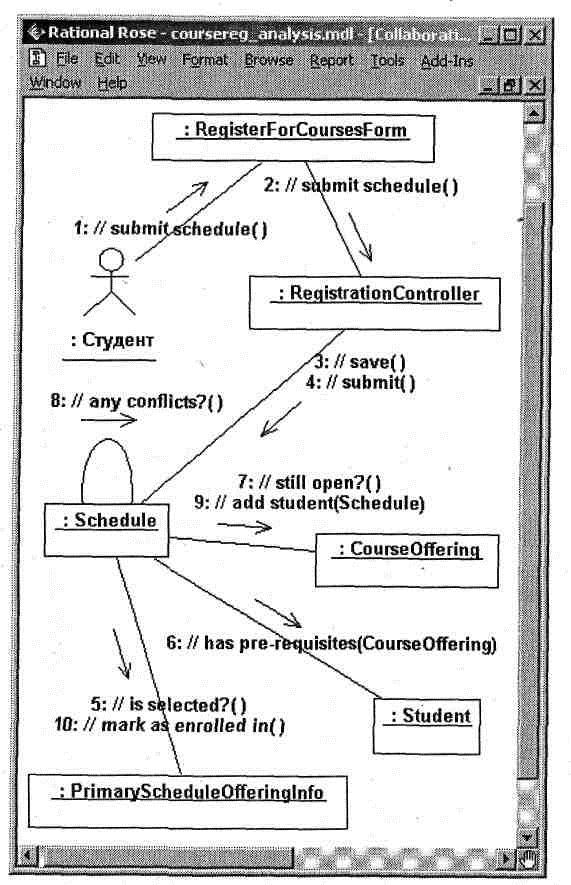 Rational Rose - coursereg_analysis.mdl - [Collaborati...
File Edit View Format Browse Report Tools Add-Ins
Window Help
: RegisterForCoursesForm
2: // submit schedule( )
1: // submit schedule( )
: RegistrationController
: Студент
3: // save( )
4: // submit( )
8: // any conflicts?( )
7: // still open?( )
9: // add student(Schedule)
: Schedule
: CourseOffering
6: // has pre-requisites(CourseOffering)
5: // is selected?( )
10: // mark as enrolled in( )
: Student
: PrimaryScheduleOfferingInfo